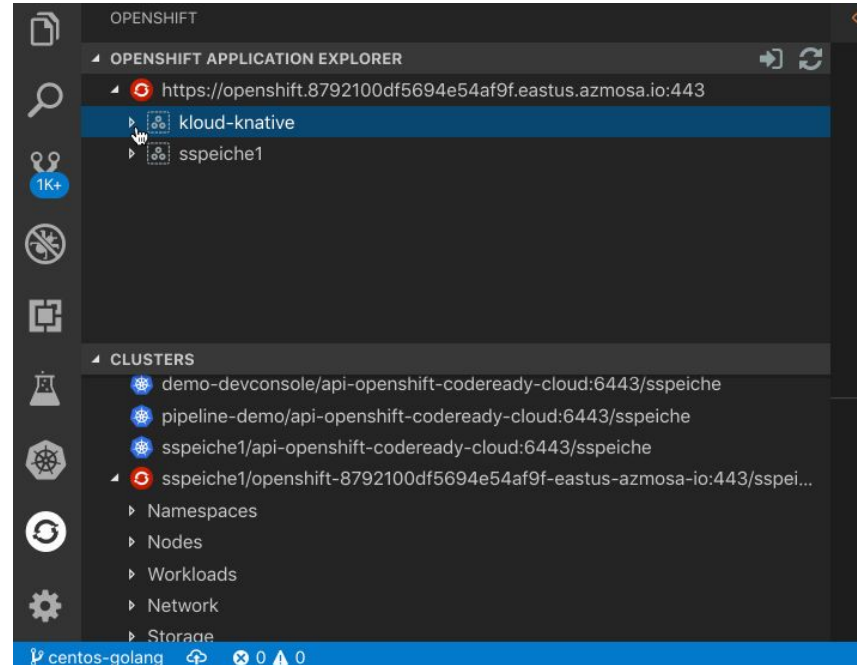 OPENSHIFT
OPENSHIFT APPLICATION EXPLORER
https://openshift.8792100df5694e54af9f.eastus.azmosa.io:443
kloud-knative
sspeiche1
1K+
CLUSTERS
demo-devconsole/api-openshift-codeready-cloud:6443/sspeiche
pipeline-demo/api-openshift-codeready-cloud:6443/sspeiche
sspeiche1/api-openshift-codeready-cloud:6443/sspeiche
sspeiche1/openshift-8792100df5694e54af9f-eastus-azmosa-io:443/sspei...
Namespaces
Nodes
Workloads
Network
Storage
centos-golang 0 0